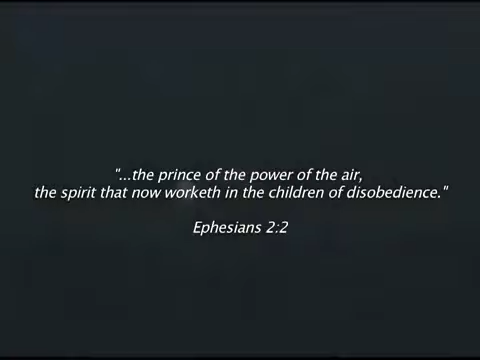 "...the prince of the power of the air,
the spirit that now worketh in the children of disobedience."
Ephesians 2:2